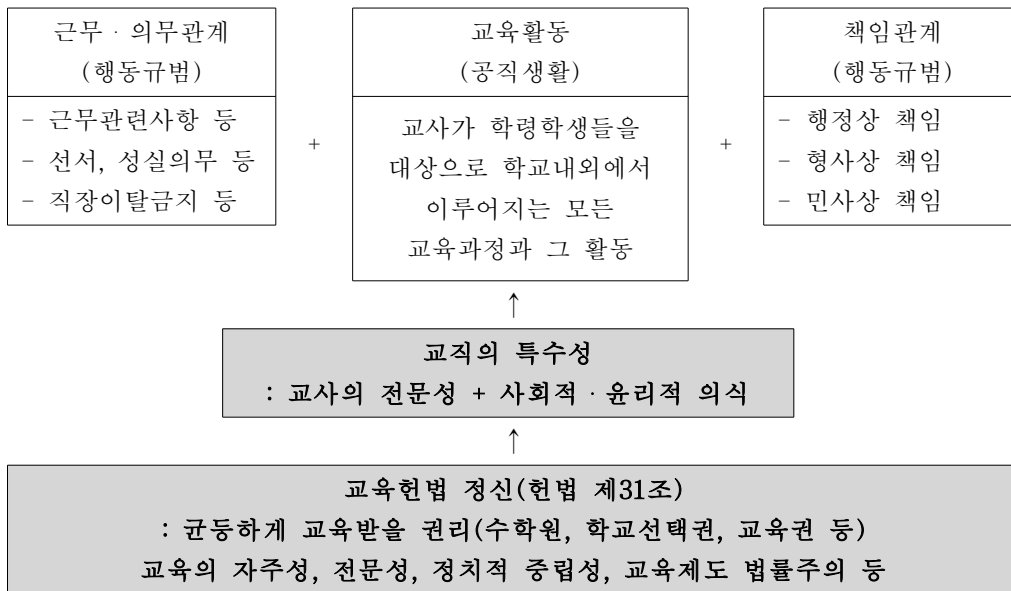 근무 · 의무관계
(행동규범)
- 근무관련사항 등
- 선서, 성실의무 등
- 직장이탈금지 등
+
교육활동
(공직생활)
교사가 학령학생들을
대상으로 학교내외에서
이루어지는 모든
교육과정과 그 활동
+
책임관계
(행동규범)
- 행정상 책임
- 형사상 책임
- 민사상 책임
↑
교직의 특수성
: 교사의 전문성 + 사회적 · 윤리적 의식
↑
교육헌법 정신(헌법 제31조)
: 균등하게 교육받을 권리(수학원, 학교선택권, 교육권 등)
교육의 자주성, 전문성, 정치적 중립성, 교육제도 법률주의 등